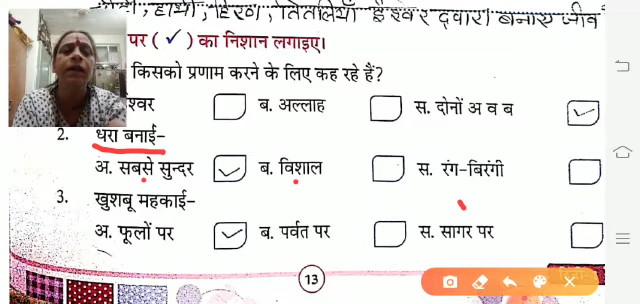 हाथी, हिरण, तितलियाँ ईश्वर द्वारा बनाए जीव
पर (✓) का निशान लगाइए।
किसको प्रणाम करने के लिए कह रहे हैं?
श्वर ब. अल्लाह स. दोनों अ व ब
2. धरा बनाई–
अ. सबसे सुन्दर ब. विशाल स. रंग-बिरंगी
3. खुशबू महकाई–
अ. फूलों पर ब. पर्वत पर स. सागर पर
13